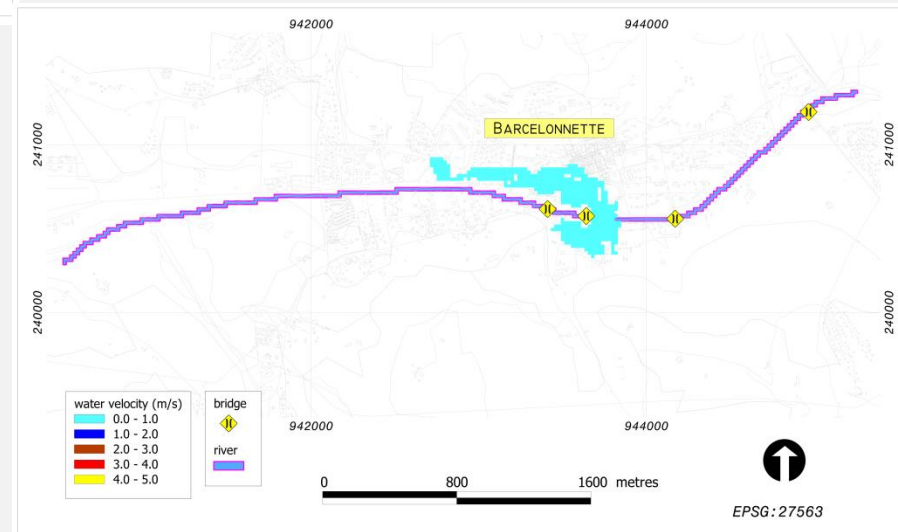 942000 944000
241000 241000
BARCELONNETTE
240000 240000
942000 944000
water velocity (m/s)
0.0 - 1.0
1.0 - 2.0
2.0 - 3.0
3.0 - 4.0
4.0 - 5.0
bridge
river
0 800 1600 metres
EPSG:27563